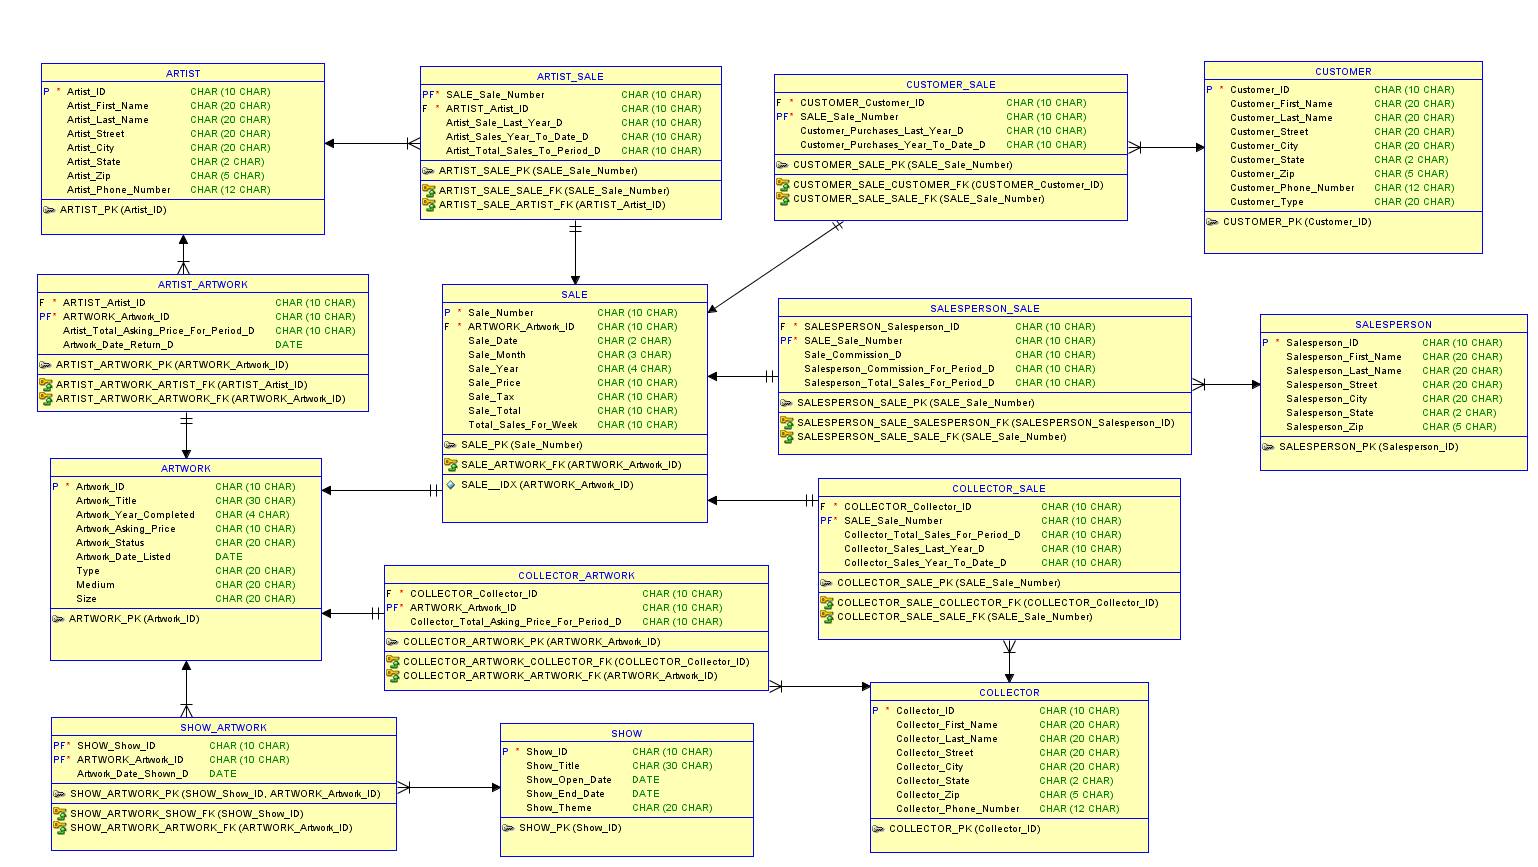 ARTIST
P * Artist_ID CHAR (10 CHAR)
Artist_First_Name CHAR (20 CHAR)
Artist_Last_Name CHAR (20 CHAR)
Artist_Street CHAR (20 CHAR)
Artist_City CHAR (20 CHAR)
Artist_State CHAR (2 CHAR)
Artist_Zip CHAR (5 CHAR)
Artist_Phone_Number CHAR (12 CHAR)
ARTIST_PK (Artist_ID)
ARTIST_SALE
PF* SALE_Sale_Number CHAR (10 CHAR)
F * ARTIST_Artist_ID CHAR (10 CHAR)
Artist_Sale_Last_Year_D CHAR (10 CHAR)
Artist_Sales_Year_To_Date_D CHAR (10 CHAR)
Artist_Total_Sales_To_Period_D CHAR (10 CHAR)
ARTIST_SALE_PK (SALE_Sale_Number)
ARTIST_SALE_SALE_FK (SALE_Sale_Number)
ARTIST_SALE_ARTIST_FK (ARTIST_Artist_ID)
CUSTOMER_SALE
F * CUSTOMER_Customer_ID CHAR (10 CHAR)
PF* SALE_Sale_Number CHAR (10 CHAR)
Customer_Purchases_Last_Year_D CHAR (10 CHAR)
Customer_Purchases_Year_To_Date_D CHAR (10 CHAR)
CUSTOMER_SALE_PK (SALE_Sale_Number)
CUSTOMER_SALE_CUSTOMER_FK (CUSTOMER_Customer_ID)
CUSTOMER_SALE_SALE_FK (SALE_Sale_Number)
CUSTOMER
P * Customer_ID CHAR (10 CHAR)
Customer_First_Name CHAR (20 CHAR)
Customer_Last_Name CHAR (20 CHAR)
Customer_Street CHAR (20 CHAR)
Customer_City CHAR (20 CHAR)
Customer_State CHAR (2 CHAR)
Customer_Zip CHAR (5 CHAR)
Customer_Phone_Number CHAR (12 CHAR)
Customer_Type CHAR (20 CHAR)
CUSTOMER_PK (Customer_ID)
ARTIST_ARTWORK
F * ARTIST_Artist_ID CHAR (10 CHAR)
PF* ARTWORK_Artwork_ID CHAR (10 CHAR)
Artist_Total_Asking_Price_For_Period_D CHAR (10 CHAR)
Artwork_Date_Return_D DATE
ARTIST_ARTWORK_PK (ARTWORK_Artwork_ID)
ARTIST_ARTWORK_ARTIST_FK (ARTIST_Artist_ID)
ARTIST_ARTWORK_ARTWORK_FK (ARTWORK_Artwork_ID)
SALE
P * Sale_Number CHAR (10 CHAR)
F * ARTWORK_Artwork_ID CHAR (10 CHAR)
Sale_Date CHAR (2 CHAR)
Sale_Month CHAR (3 CHAR)
Sale_Year CHAR (4 CHAR)
Sale_Price CHAR (10 CHAR)
Sale_Tax CHAR (10 CHAR)
Sale_Total CHAR (10 CHAR)
Total_Sales_For_Week CHAR (10 CHAR)
SALE_PK (Sale_Number)
SALE_ARTWORK_FK (ARTWORK_Artwork_ID)
SALE__IDX (ARTWORK_Artwork_ID)
SALESPERSON_SALE
F * SALESPERSON_Salesperson_ID CHAR (10 CHAR)
PF* SALE_Sale_Number CHAR (10 CHAR)
Sale_Commission_D CHAR (10 CHAR)
Salesperson_Commission_For_Period_D CHAR (10 CHAR)
Salesperson_Total_Sales_For_Period_D CHAR (10 CHAR)
SALESPERSON_SALE_PK (SALE_Sale_Number)
SALESPERSON_SALE_SALESPERSON_FK (SALESPERSON_Salesperson_ID)
SALESPERSON_SALE_SALE_FK (SALE_Sale_Number)
SALESPERSON
P * Salesperson_ID CHAR (10 CHAR)
Salesperson_First_Name CHAR (20 CHAR)
Salesperson_Last_Name CHAR (20 CHAR)
Salesperson_Street CHAR (20 CHAR)
Salesperson_City CHAR (20 CHAR)
Salesperson_State CHAR (2 CHAR)
Salesperson_Zip CHAR (5 CHAR)
SALESPERSON_PK (Salesperson_ID)
ARTWORK
P * Artwork_ID CHAR (10 CHAR)
Artwork_Title CHAR (30 CHAR)
Artwork_Year_Completed CHAR (4 CHAR)
Artwork_Asking_Price CHAR (10 CHAR)
Artwork_Status CHAR (20 CHAR)
Artwork_Date_Listed DATE
Type CHAR (20 CHAR)
Medium CHAR (20 CHAR)
Size CHAR (20 CHAR)
ARTWORK_PK (Artwork_ID)
COLLECTOR_SALE
F * COLLECTOR_Collector_ID CHAR (10 CHAR)
PF* SALE_Sale_Number CHAR (10 CHAR)
Collector_Total_Sales_For_Period_D CHAR (10 CHAR)
Collector_Sales_Last_Year_D CHAR (10 CHAR)
Collector_Sales_Year_To_Date_D CHAR (10 CHAR)
COLLECTOR_SALE_PK (SALE_Sale_Number)
COLLECTOR_SALE_COLLECTOR_FK (COLLECTOR_Collector_ID)
COLLECTOR_SALE_SALE_FK (SALE_Sale_Number)
COLLECTOR_ARTWORK
F * COLLECTOR_Collector_ID CHAR (10 CHAR)
PF* ARTWORK_Artwork_ID CHAR (10 CHAR)
Collector_Total_Asking_Price_For_Period_D CHAR (10 CHAR)
COLLECTOR_ARTWORK_PK (ARTWORK_Artwork_ID)
COLLECTOR_ARTWORK_COLLECTOR_FK (COLLECTOR_Collector_ID)
COLLECTOR_ARTWORK_ARTWORK_FK (ARTWORK_Artwork_ID)
COLLECTOR
P * Collector_ID CHAR (10 CHAR)
Collector_First_Name CHAR (20 CHAR)
Collector_Last_Name CHAR (20 CHAR)
Collector_Street CHAR (20 CHAR)
Collector_City CHAR (20 CHAR)
Collector_State CHAR (2 CHAR)
Collector_Zip CHAR (5 CHAR)
Collector_Phone_Number CHAR (12 CHAR)
COLLECTOR_PK (Collector_ID)
SHOW_ARTWORK
PF* SHOW_Show_ID CHAR (10 CHAR)
PF* ARTWORK_Artwork_ID CHAR (10 CHAR)
Artwork_Date_Shown_D DATE
SHOW_ARTWORK_PK (SHOW_Show_ID, ARTWORK_Artwork_ID)
SHOW_ARTWORK_SHOW_FK (SHOW_Show_ID)
SHOW_ARTWORK_ARTWORK_FK (ARTWORK_Artwork_ID)
SHOW
P * Show_ID CHAR (10 CHAR)
Show_Title CHAR (30 CHAR)
Show_Open_Date DATE
Show_End_Date DATE
Show_Theme CHAR (20 CHAR)
SHOW_PK (Show_ID)